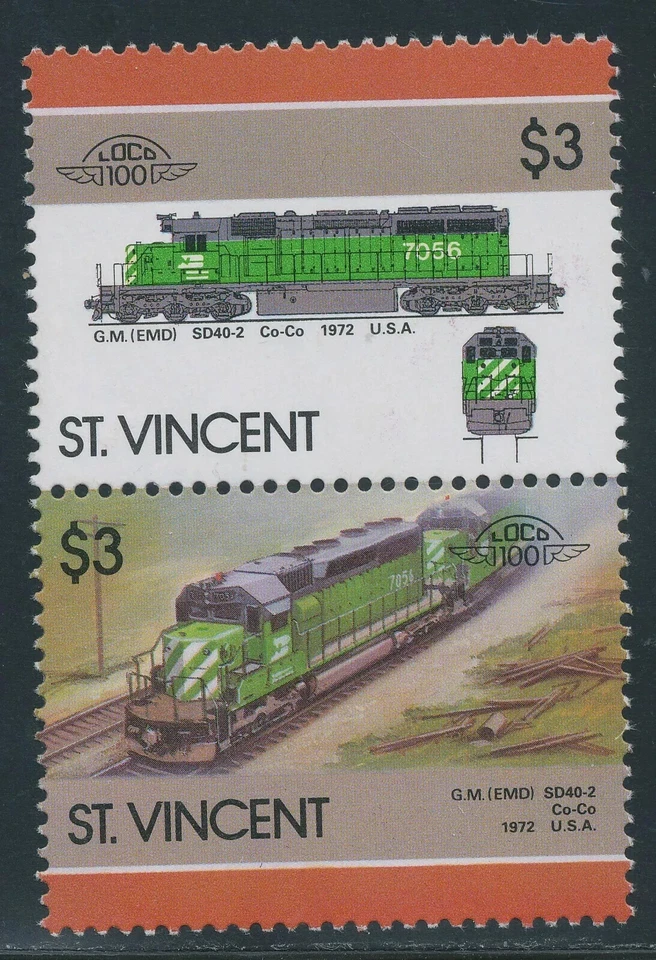 LOCO
100
$3
7056
G.M. (EMD) SD40-2 Co-Co 1972 U.S.A.
ST. VINCENT
$3
LOCO
100
7056
ST. VINCENT
G.M. (EMD) SD40-2
Co-Co
1972 U.S.A.